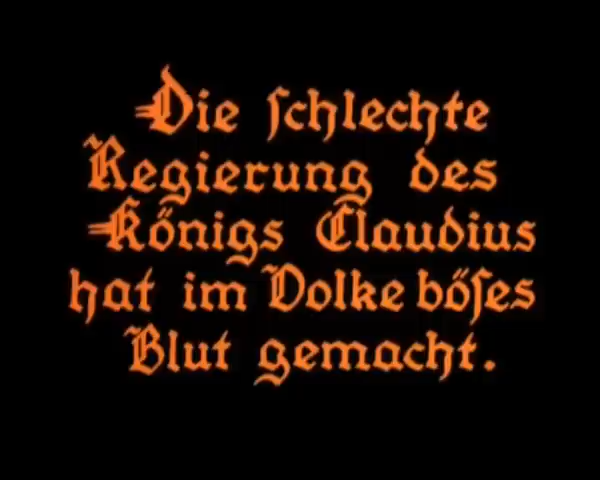 Die ſchlechte
Regierung des
Königs Claudius
hat im Volke böſes
Blut gemacht.